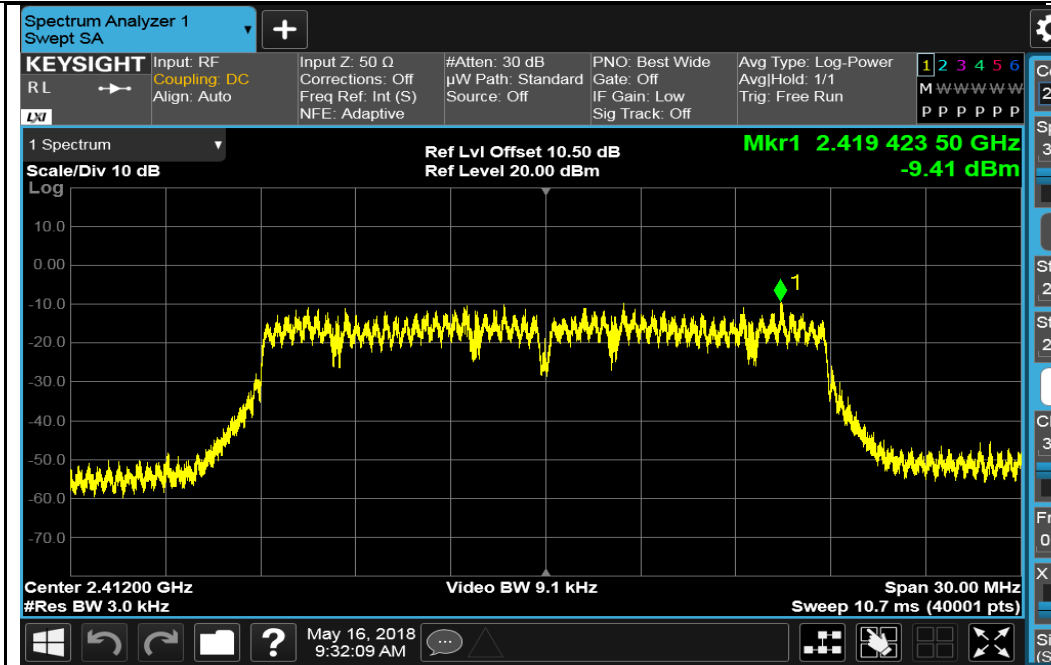 Spectrum Analyzer 1
Swept SA
KEYSIGHT
R L
LXI
Input: RF
Coupling: DC
Align: Auto
Input Z: 50 Ω
Corrections: Off
Freq Ref: Int (S)
NFE: Adaptive
#Atten: 30 dB
µW Path: Standard
Source: Off
PNO: Best Wide
Gate: Off
IF Gain: Low
Sig Track: Off
Avg Type: Log-Power
Avg|Hold: 1/1
Trig: Free Run
1 2 3 4 5 6
M W W W W W
P P P P P P
1 Spectrum
Scale/Div 10 dB
Log
Ref Lvl Offset 10.50 dB
Ref Level 20.00 dBm
Mkr1 2.419 423 50 GHz
-9.41 dBm
10.0
0.00
-10.0
-20.0
-30.0
-40.0
-50.0
-60.0
-70.0
1
Center 2.41200 GHz
#Res BW 3.0 kHz
Video BW 9.1 kHz
Span 30.00 MHz
Sweep 10.7 ms (40001 pts)
?
May 16, 2018
9:32:09 AM